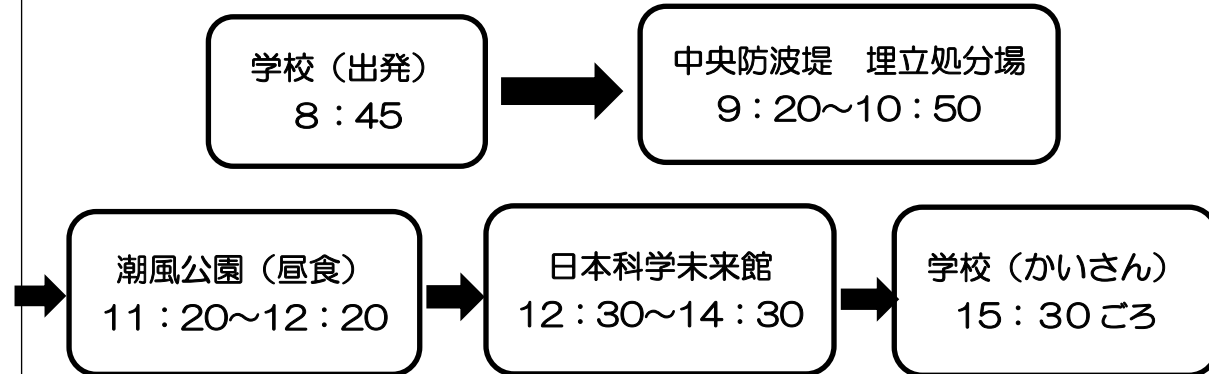 学校（出発）
８：４５
中央防波堤　埋立処分場
９：２０～１０：５０
潮風公園（昼食）
１１：２０～１２：２０
日本科学未来館
１２：３０～１４：３０
学校（かいさん）
１５：３０ごろ